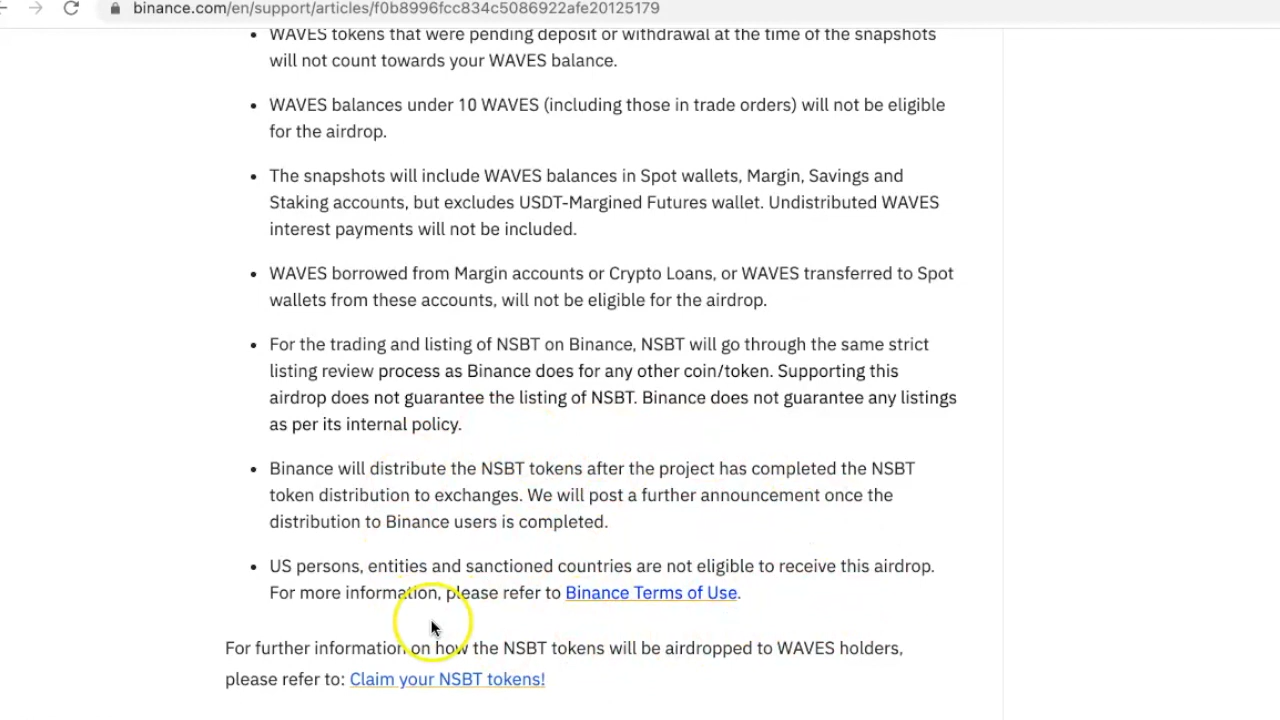 binance.com/en/support/articles/f0b8996fcc834c5086922afe20125179
WAVES tokens that were pending deposit or withdrawal at the time of the snapshots
will not count towards your WAVES balance.
WAVES balances under 10 WAVES (including those in trade orders) will not be eligible
for the airdrop.
The snapshots will include WAVES balances in Spot wallets, Margin, Savings and
Staking accounts, but excludes USDT-Margined Futures wallet. Undistributed WAVES
interest payments will not be included.
WAVES borrowed from Margin accounts or Crypto Loans, or WAVES transferred to Spot
wallets from these accounts, will not be eligible for the airdrop.
For the trading and listing of NSBT on Binance, NSBT will go through the same strict
listing review process as Binance does for any other coin/token. Supporting this
airdrop does not guarantee the listing of NSBT. Binance does not guarantee any listings
as per its internal policy.
Binance will distribute the NSBT tokens after the project has completed the NSBT
token distribution to exchanges. We will post a further announcement once the
distribution to Binance users is completed.
US persons, entities and sanctioned countries are not eligible to receive this airdrop.
For more information, please refer to Binance Terms of Use.
For further information on how the NSBT tokens will be airdropped to WAVES holders,
please refer to: Claim your NSBT tokens!